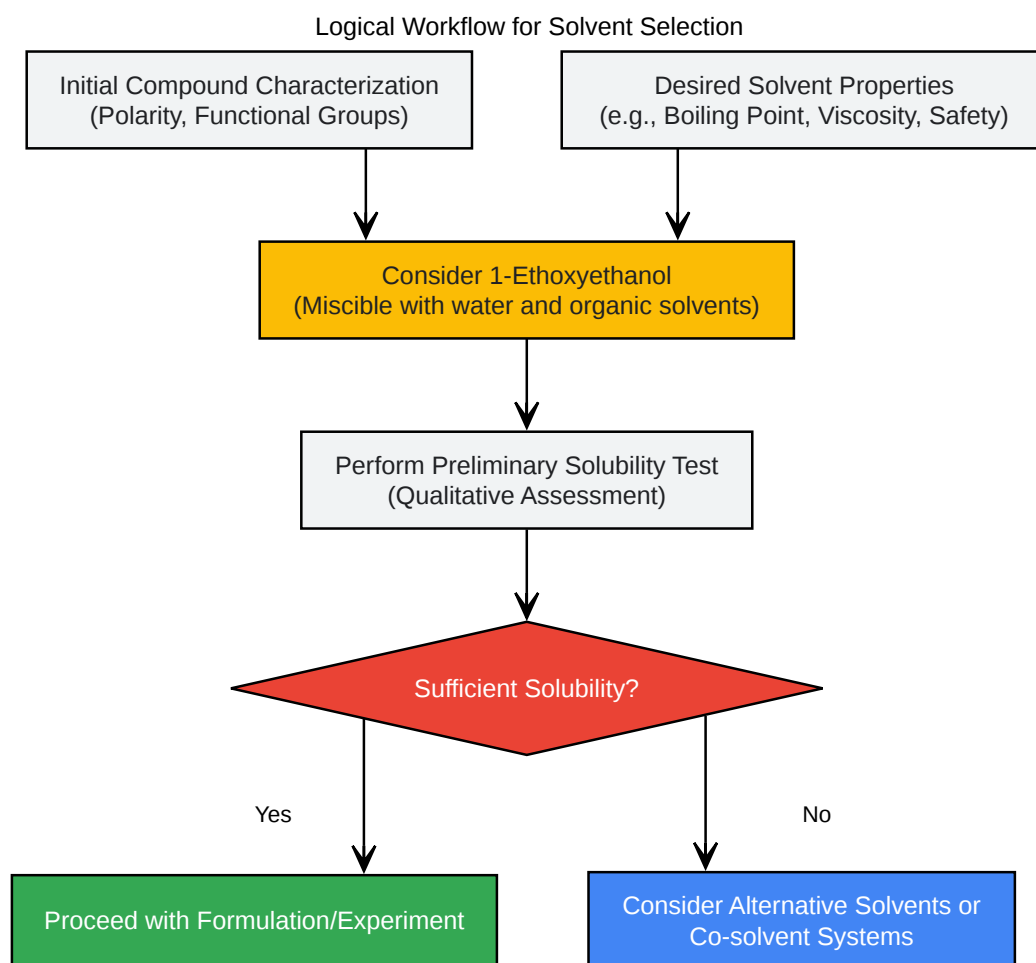 Logical Workflow for Solvent Selection
Initial Compound Characterization
(Polarity, Functional Groups)
Desired Solvent Properties
(e.g., Boiling Point, Viscosity, Safety)
Consider 1-Ethoxyethanol
(Miscible with water and organic solvents)
Perform Preliminary Solubility Test
(Qualitative Assessment)
Sufficient Solubility?
Yes
No
Proceed with Formulation/Experiment
Consider Alternative Solvents or
Co-solvent Systems